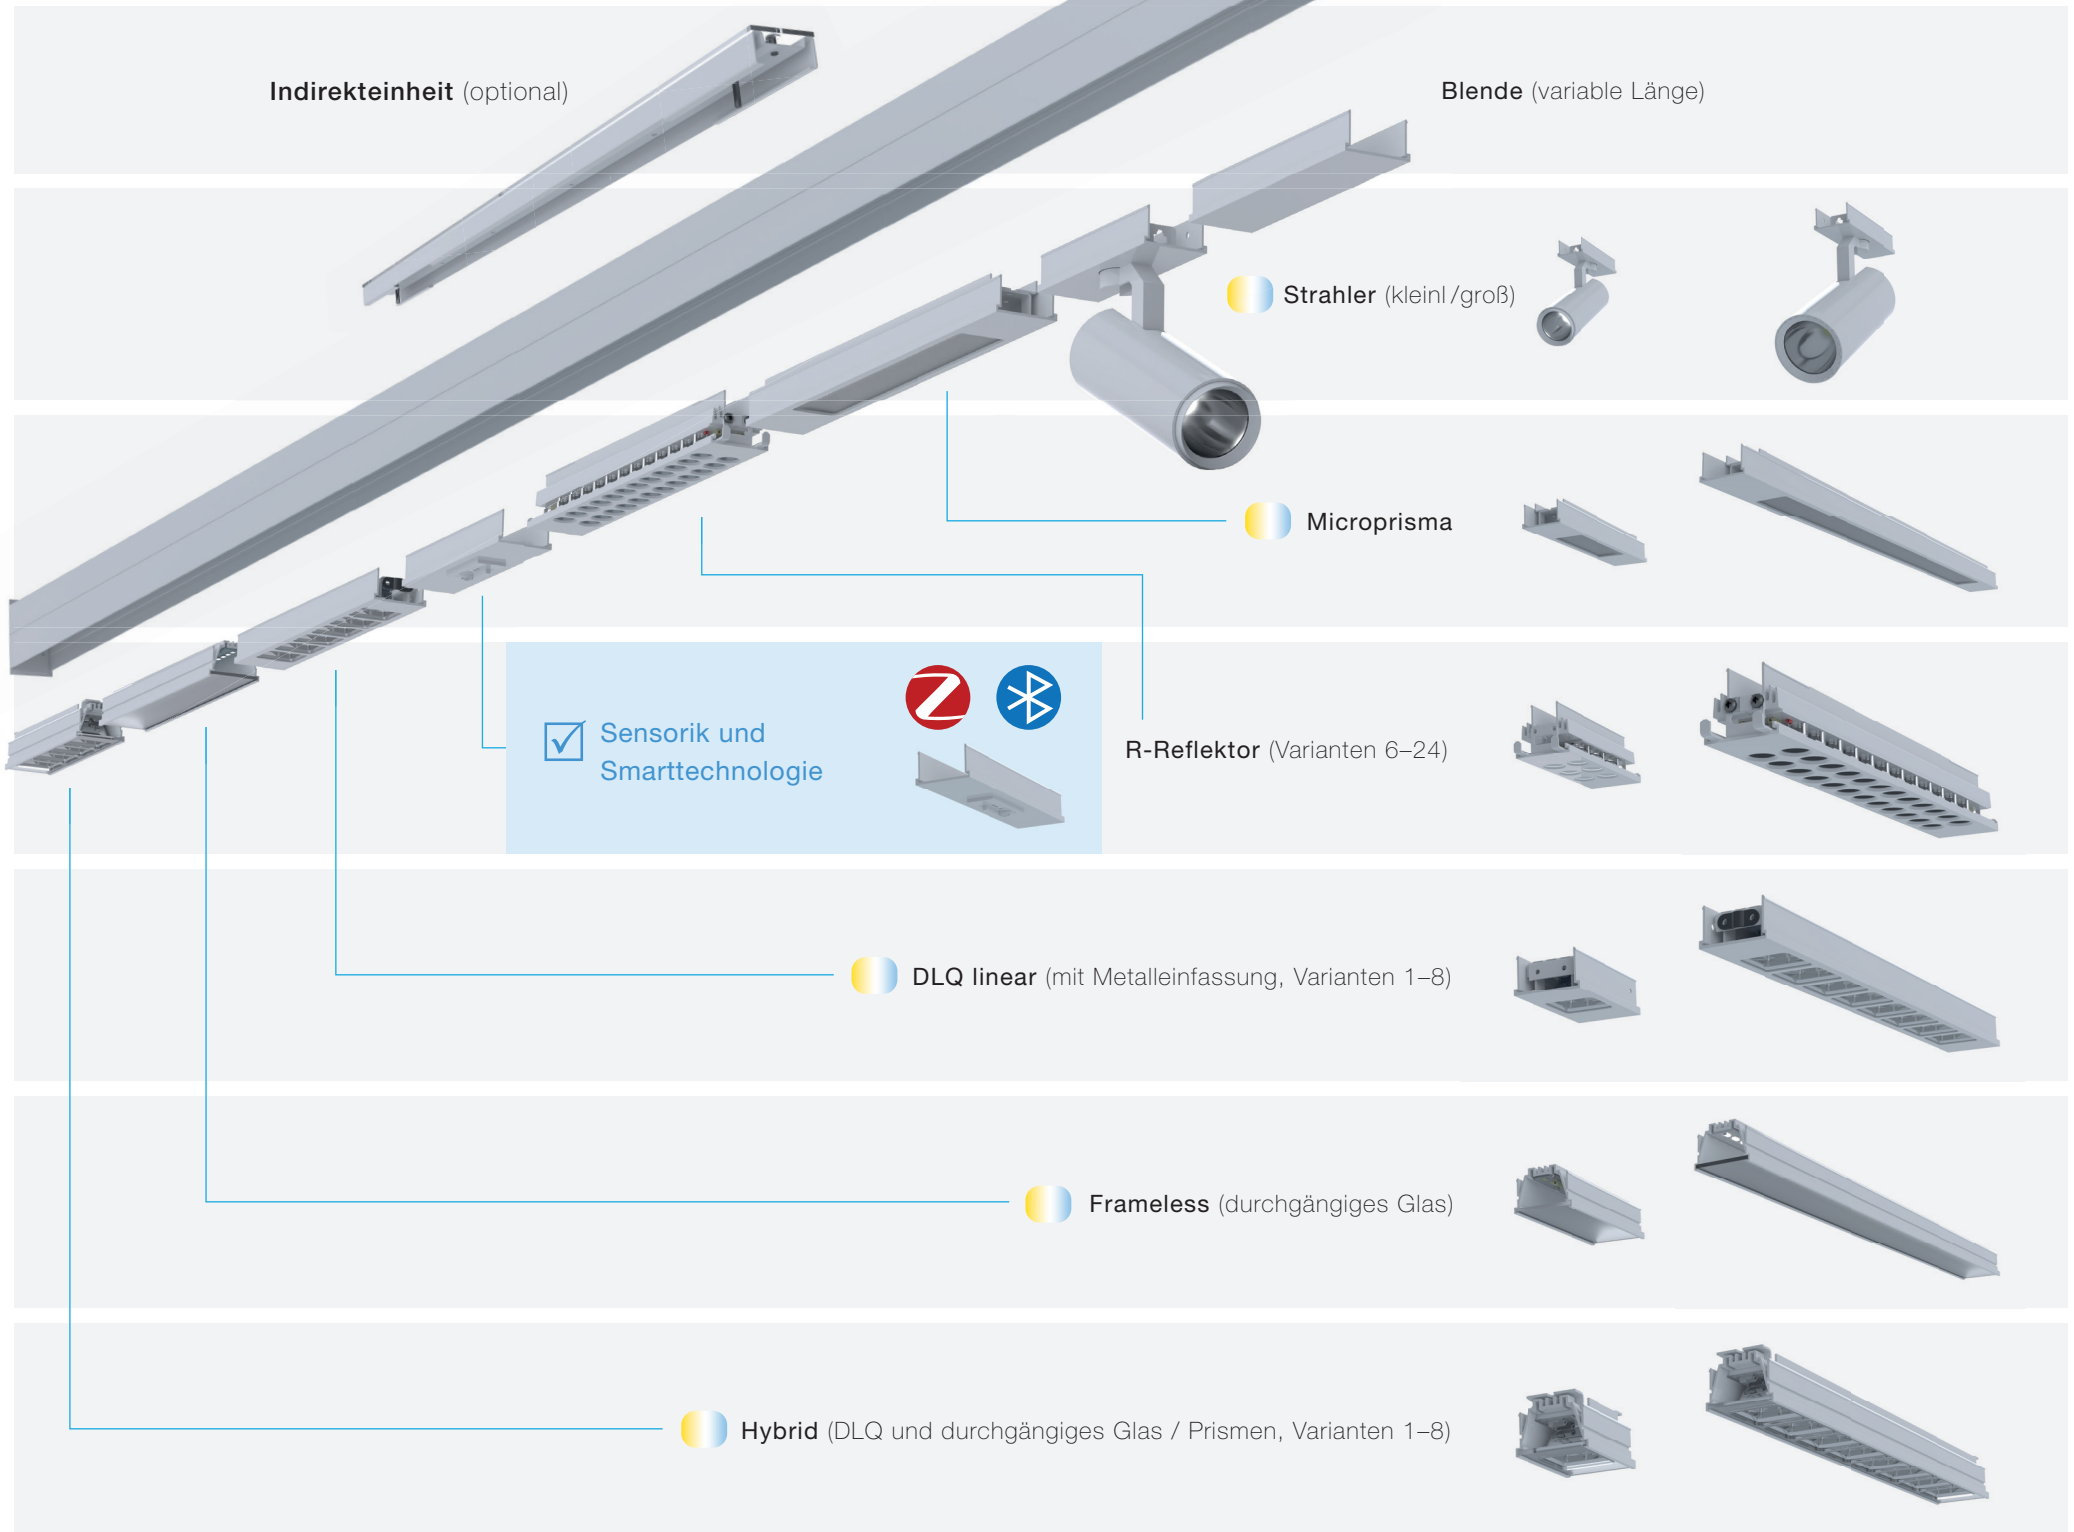 Indirekteinheit (optional)
Blende (variable Länge)
Strahler (kleinl/groß)
Microprisma
Sensorik und
Smarttechnologie
R-Reflektor (Varianten 6–24)
DLQ linear (mit Metalleinfassung, Varianten 1–8)
Frameless (durchgängiges Glas)
Hybrid (DLQ und durchgängiges Glas / Prismen, Varianten 1–8)